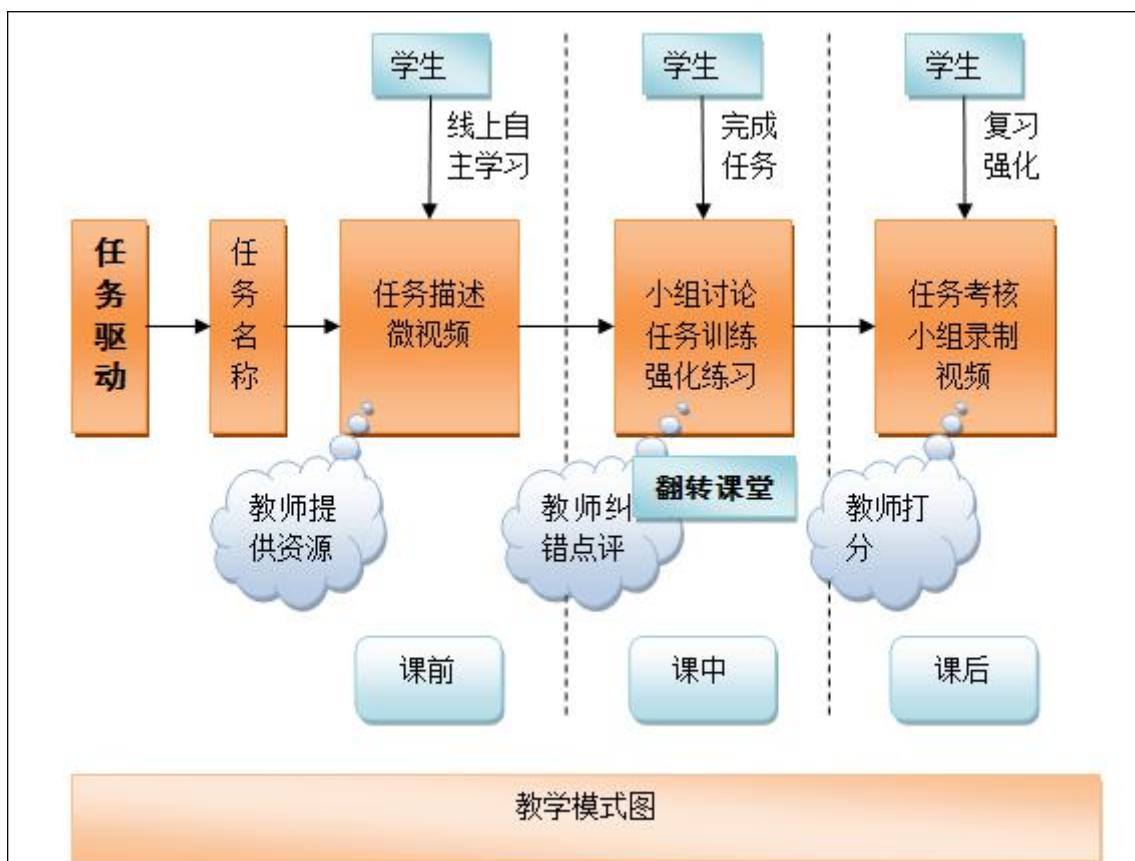 学生
学生
学生
线上自
主学习
完成
任务
复习
强化
任务驱动
任务名称
任务描述
微视频
小组讨论
任务训练
强化练习
任务考核
小组录制
视频
教师提
供资源
教师纠
错点评
翻转课堂
教师打
分
课前
课中
课后
教学模式图